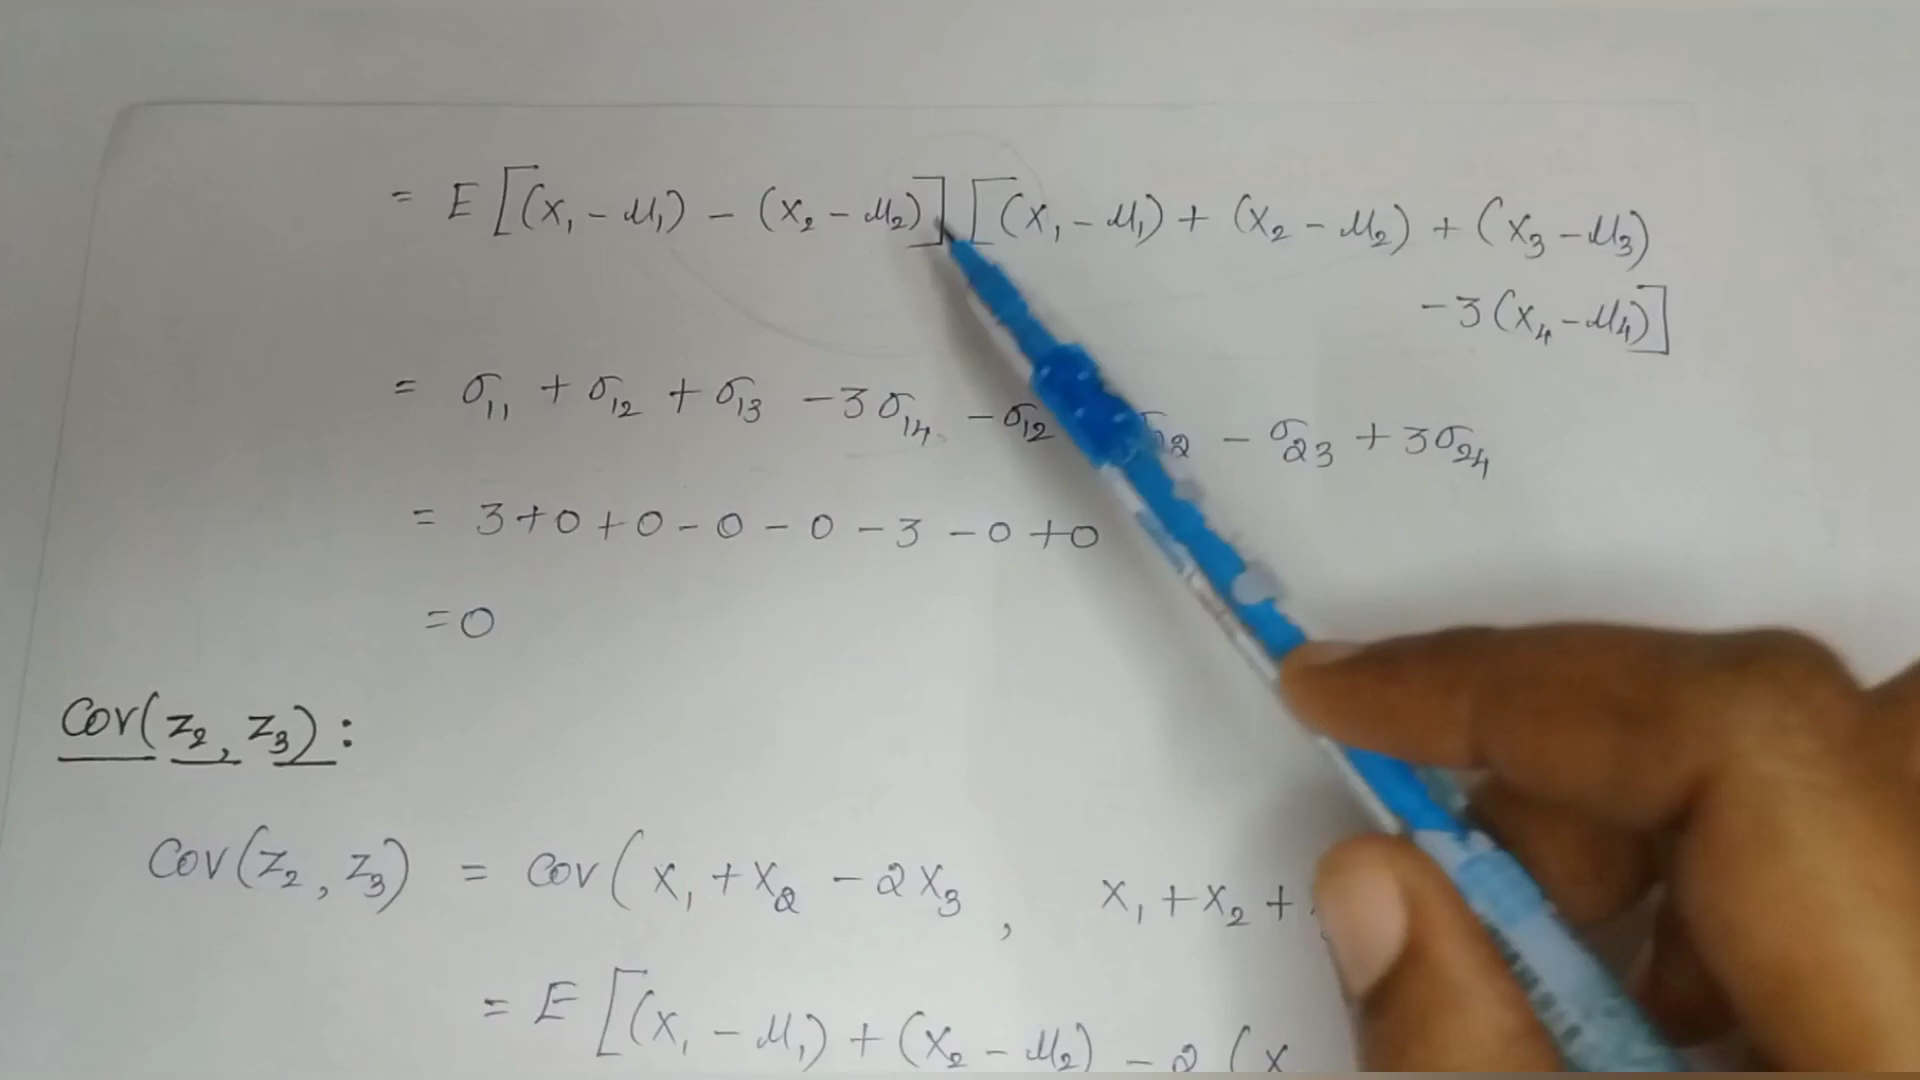 = E [(x₁ - μ₁) - (x₂ - μ₂)] [(x₁ - μ₁) + (x₂ - μ₂) + (x₃ - μ₃)
- 3 (x₄ - μ₄)]
= σ₁₁ + σ₁₂ + σ₁₃ - 3σ₁₄ - σ₁₂ - σ₂₃ + 3σ₂₄
= 3 + 0 + 0 - 0 - 0 - 3 - 0 + 0
= 0
Cov(z₂, z₃) :
Cov(z₂, z₃) = Cov( x₁ + x₂ - 2x₃ , x₁ + x₂ +
= E [(x₁ - μ₁) + (x₂ - μ₂) - 2 (x